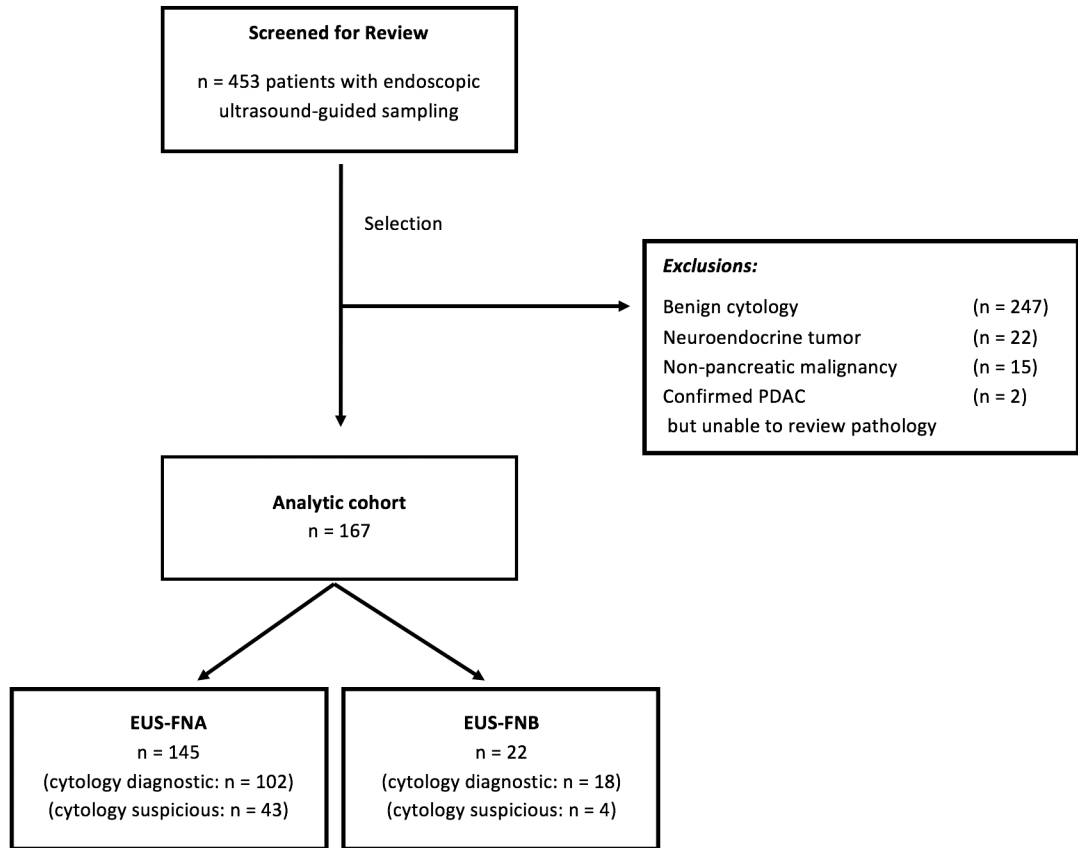 Screened for Review
n = 453 patients with endoscopic
ultrasound-guided sampling
Selection
Exclusions:
Benign cytology (n = 247)
Neuroendocrine tumor (n = 22)
Non-pancreatic malignancy (n = 15)
Confirmed PDAC (n = 2)
but unable to review pathology
Analytic cohort
n = 167
EUS-FNA
n = 145
(cytology diagnostic: n = 102)
(cytology suspicious: n = 43)
EUS-FNB
n = 22
(cytology diagnostic: n = 18)
(cytology suspicious: n = 4)